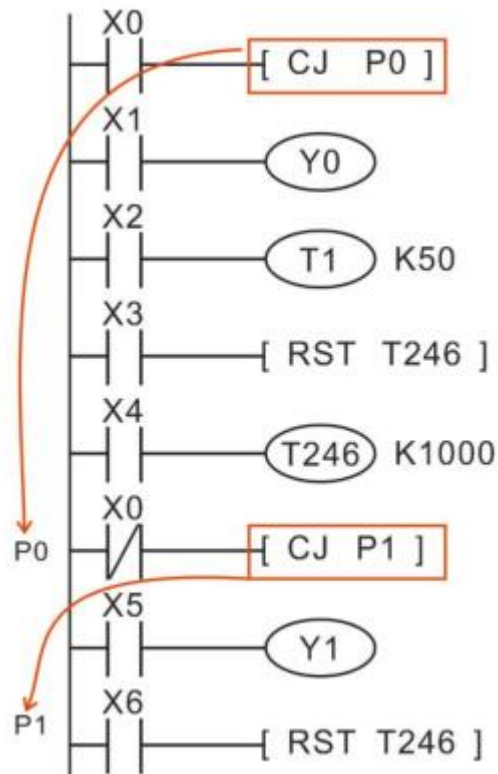 X0
[ CJ P0 ]
X1
Y0
X2
T1 K50
X3
[ RST T246 ]
X4
T246 K1000
X0
P0 [ CJ P1 ]
X5
Y1
X6
P1 [ RST T246 ]